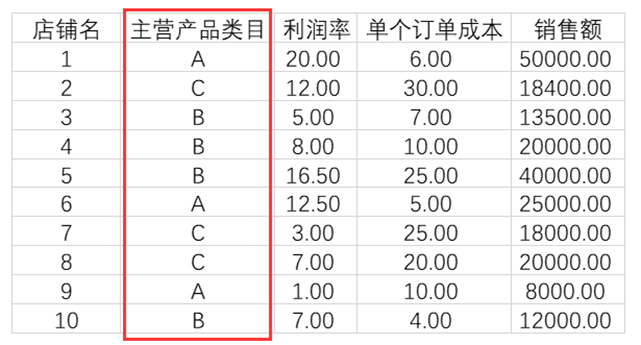 店铺名 主营产品类目 利润率 单个订单成本 销售额
1 A 20.00 6.00 50000.00
2 C 12.00 30.00 18400.00
3 B 5.00 7.00 13500.00
4 B 8.00 10.00 20000.00
5 B 16.50 25.00 40000.00
6 A 12.50 5.00 25000.00
7 C 3.00 25.00 18000.00
8 C 7.00 20.00 20000.00
9 A 1.00 10.00 8000.00
10 B 7.00 4.00 12000.00